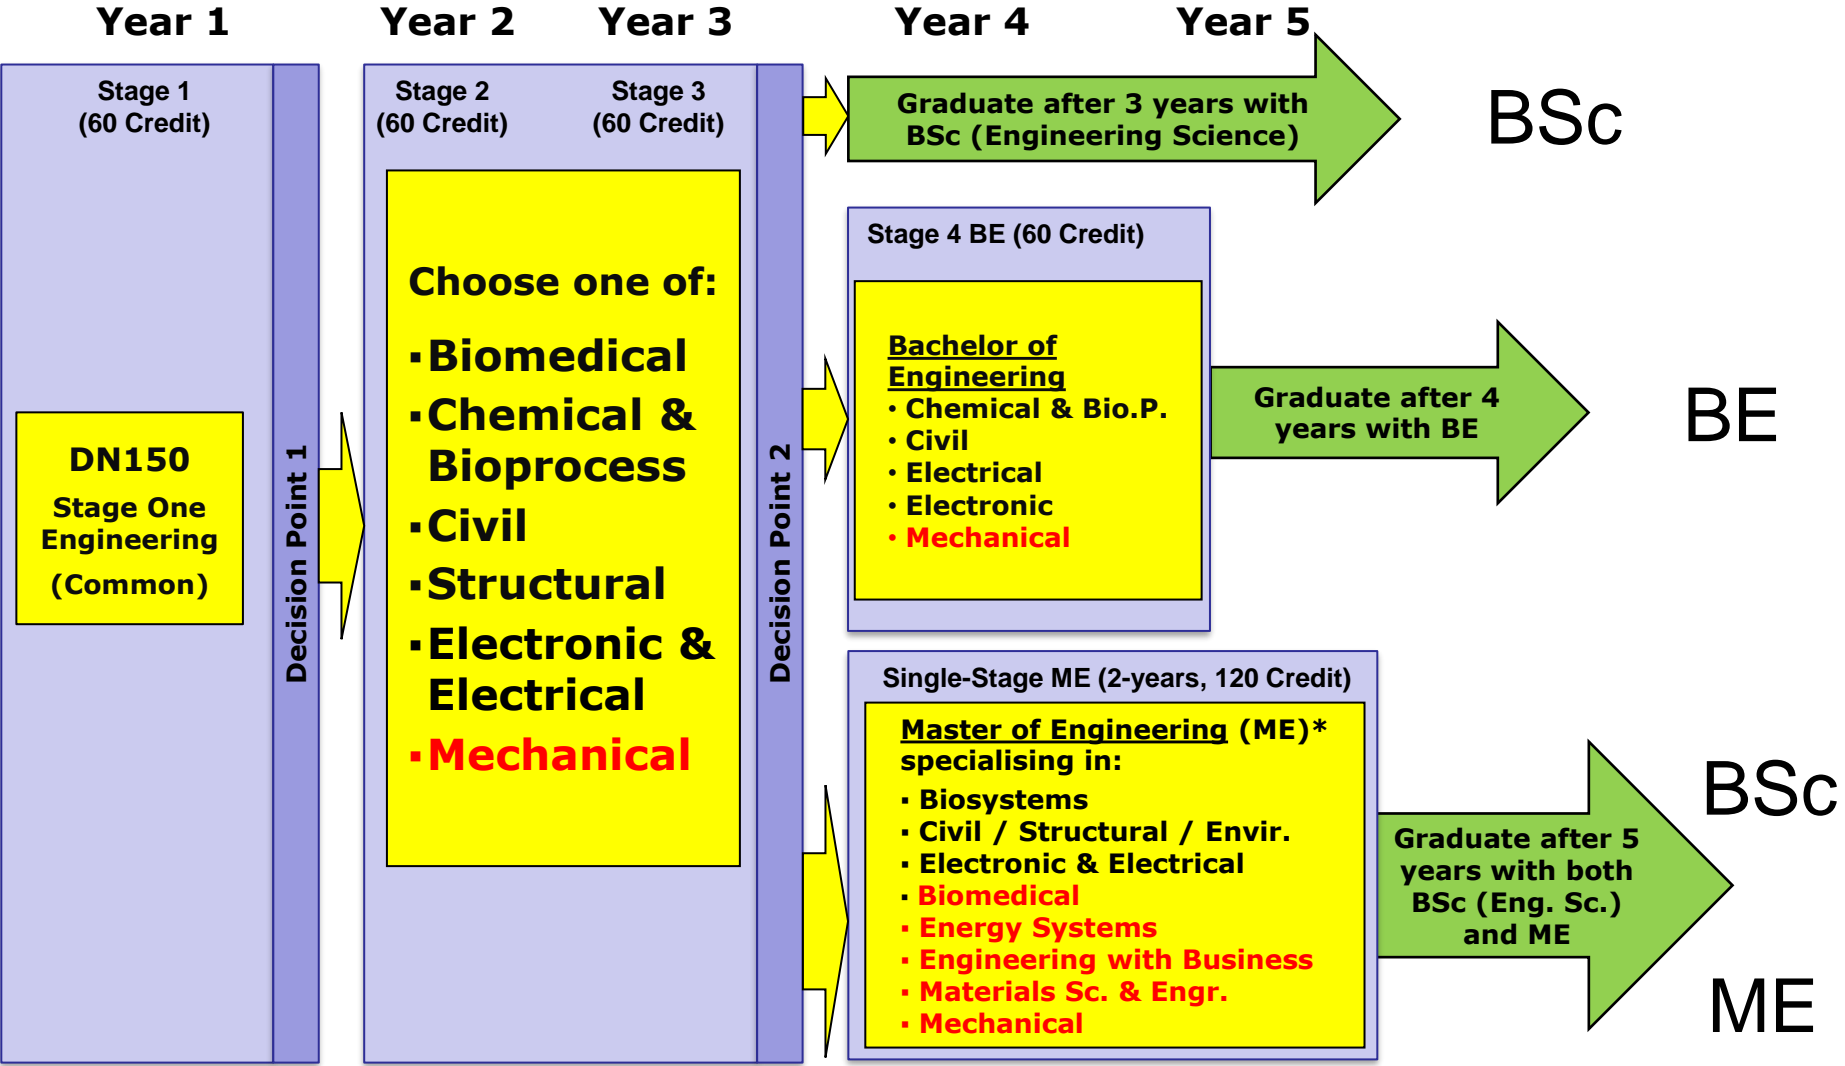 Year 1
Year 2
Year 3
Year 4
Year 5
Stage 1
(60 Credit)
DN150
Stage One
Engineering
(Common)
Decision Point 1
Stage 2
(60 Credit)
Stage 3
(60 Credit)
Choose one of:
▪Biomedical
▪Chemical &
Bioprocess
▪Civil
▪Structural
▪Electronic &
Electrical
▪Mechanical
Decision Point 2
Graduate after 3 years with
BSc (Engineering Science)
BSc
Stage 4 BE (60 Credit)
Bachelor of
Engineering
• Chemical & Bio.P.
• Civil
• Electrical
• Electronic
• Mechanical
Graduate after 4
years with BE
BE
Single-Stage ME (2-years, 120 Credit)
Master of Engineering (ME)*
specialising in:
▪ Biosystems
▪ Civil / Structural / Envir.
▪ Electronic & Electrical
▪ Biomedical
▪ Energy Systems
▪ Engineering with Business
▪ Materials Sc. & Engr.
▪ Mechanical
Graduate after 5
years with both
BSc (Eng. Sc.)
and ME
BSc
ME